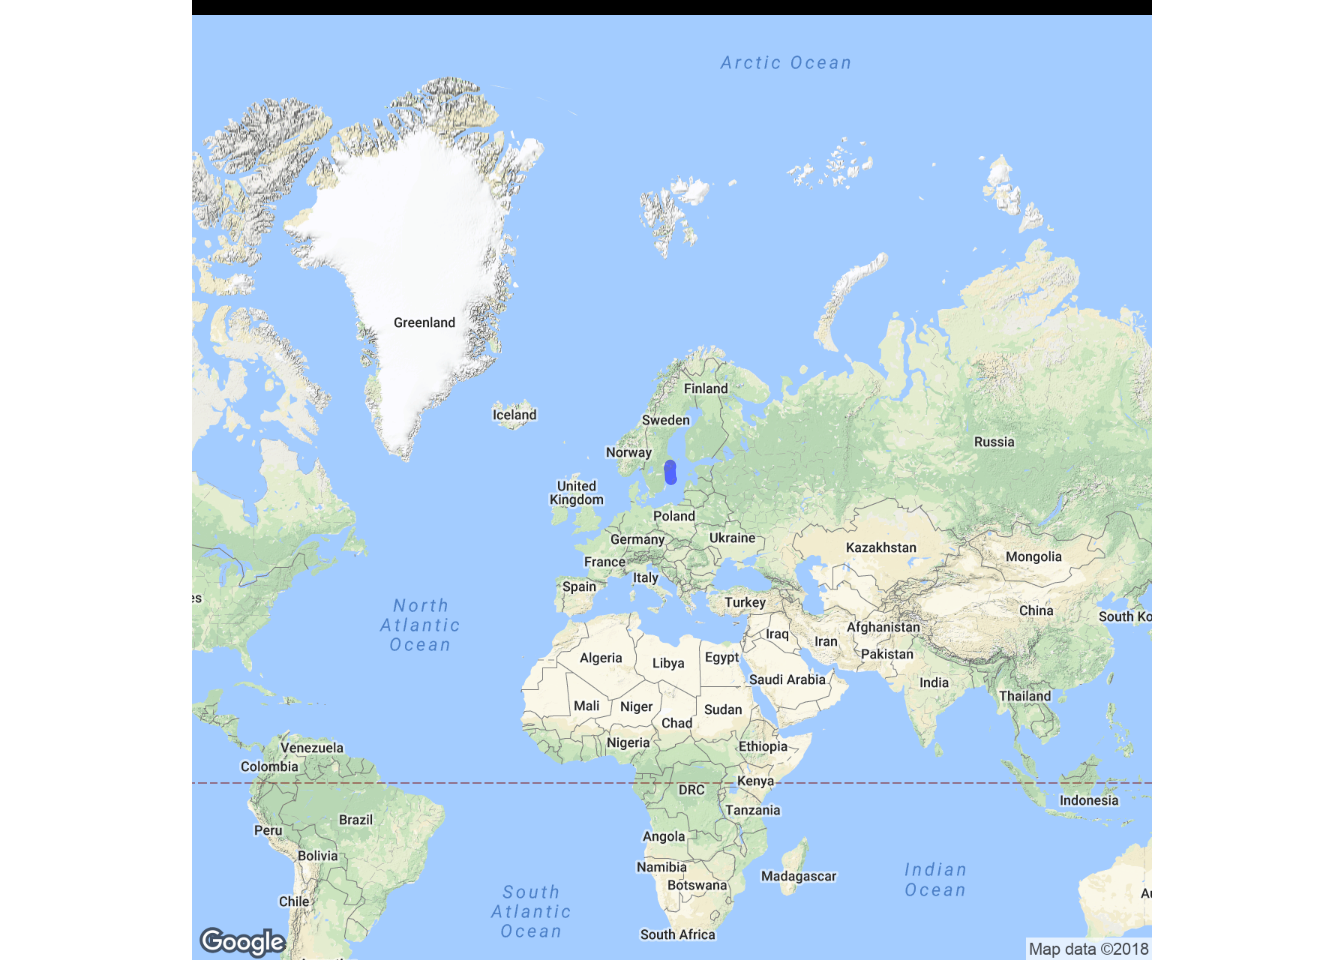 Arctic Ocean
Greenland
Finland
Iceland
Sweden
Russia
Norway
United
Kingdom
Poland
Germany
Ukraine
Kazakhstan
Mongolia
France
Italy
Spain
es
North
Atlantic
Ocean
Turkey
China
South Ko
Afghanistan
Iraq
Iran
Algeria
Libya
Egypt
Pakistan
Saudi Arabia
India
Thailand
Mali
Niger
Sudan
Chad
Venezuela
Nigeria
Ethiopia
Colombia
Kenya
DRC
Indonesia
Tanzania
Brazil
Peru
Angola
Bolivia
Namibia
Madagascar
Indian
Ocean
Botswana
South
Atlantic
Ocean
Chile
Au
South Africa
Google
Map data ©2018